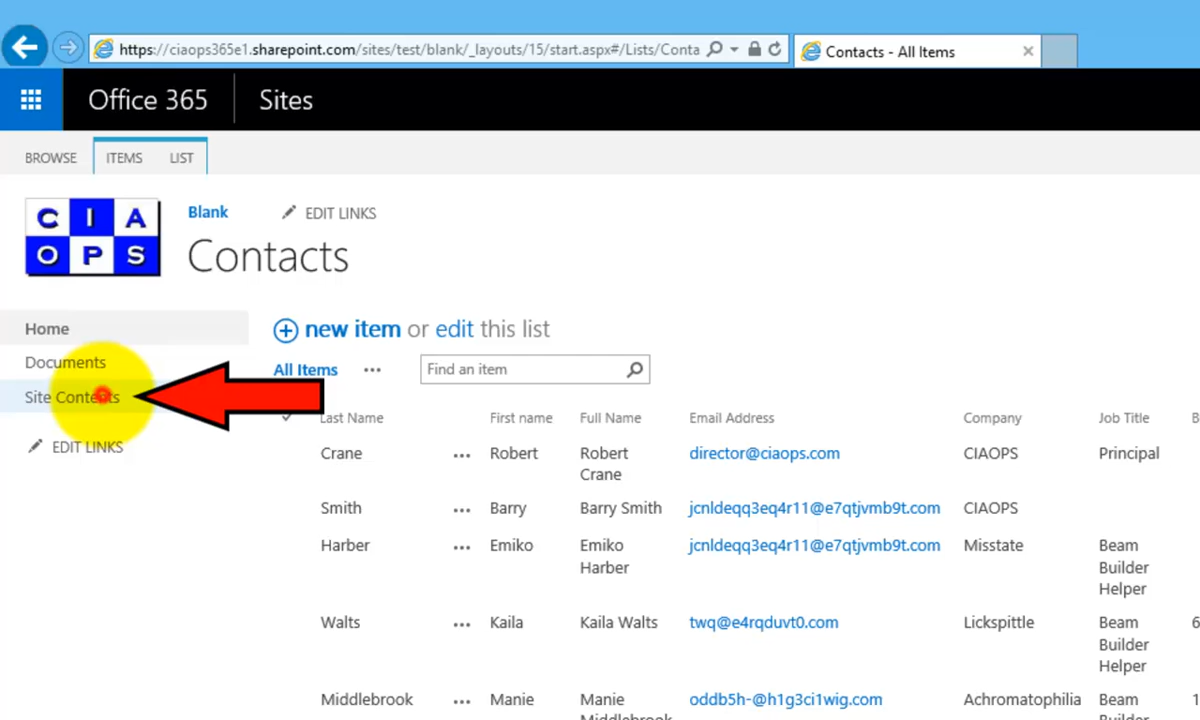 https://ciaops365e1.sharepoint.com/sites/test/blank/_layouts/15/start.aspx#/Lists/Conta
Contacts - All Items
Office 365
Sites
BROWSE
ITEMS
LIST
C I A
O P S
Blank
EDIT LINKS
Contacts
Home
Documents
Site Contents
EDIT LINKS
new item or edit this list
All Items
Find an item
Last Name First name Full Name Email Address Company Job Title B
Crane ... Robert Robert director@ciaops.com CIAOPS Principal
Crane
Smith ... Barry Barry Smith jcnldeqq3eq4r11@e7qtjvmb9t.com CIAOPS
Harber ... Emiko Emiko jcnldeqq3eq4r11@e7qtjvmb9t.com Misstate Beam
Harber Builder
Helper
Walts ... Kaila Kaila Walts twq@e4rqduvt0.com Lickspittle Beam 6
Builder
Helper
Middlebrook ... Manie Manie oddb5h-@h1g3ci1wig.com Achromatophilia Beam 1
Middlebrook Builder